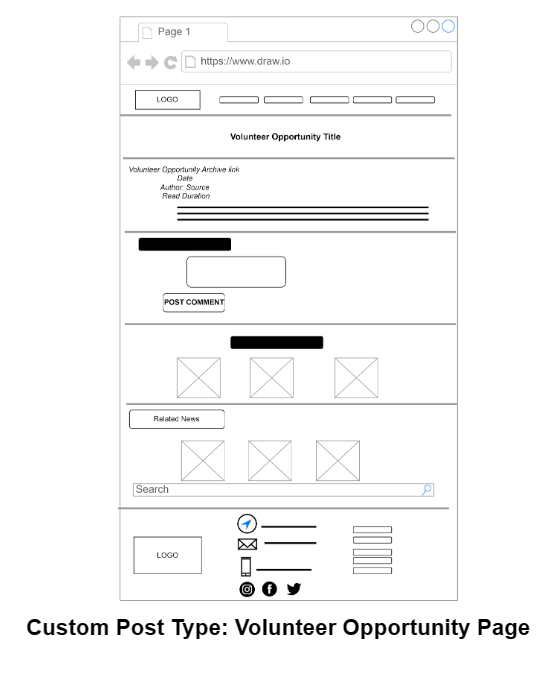 Page 1
https://www.draw.io
LOGO
Volunteer Opportunity Title
Volunteer Opportunity Archive link
Date
Author: Source
Read Duration
POST COMMENT
Related News
Search
LOGO
Custom Post Type: Volunteer Opportunity Page